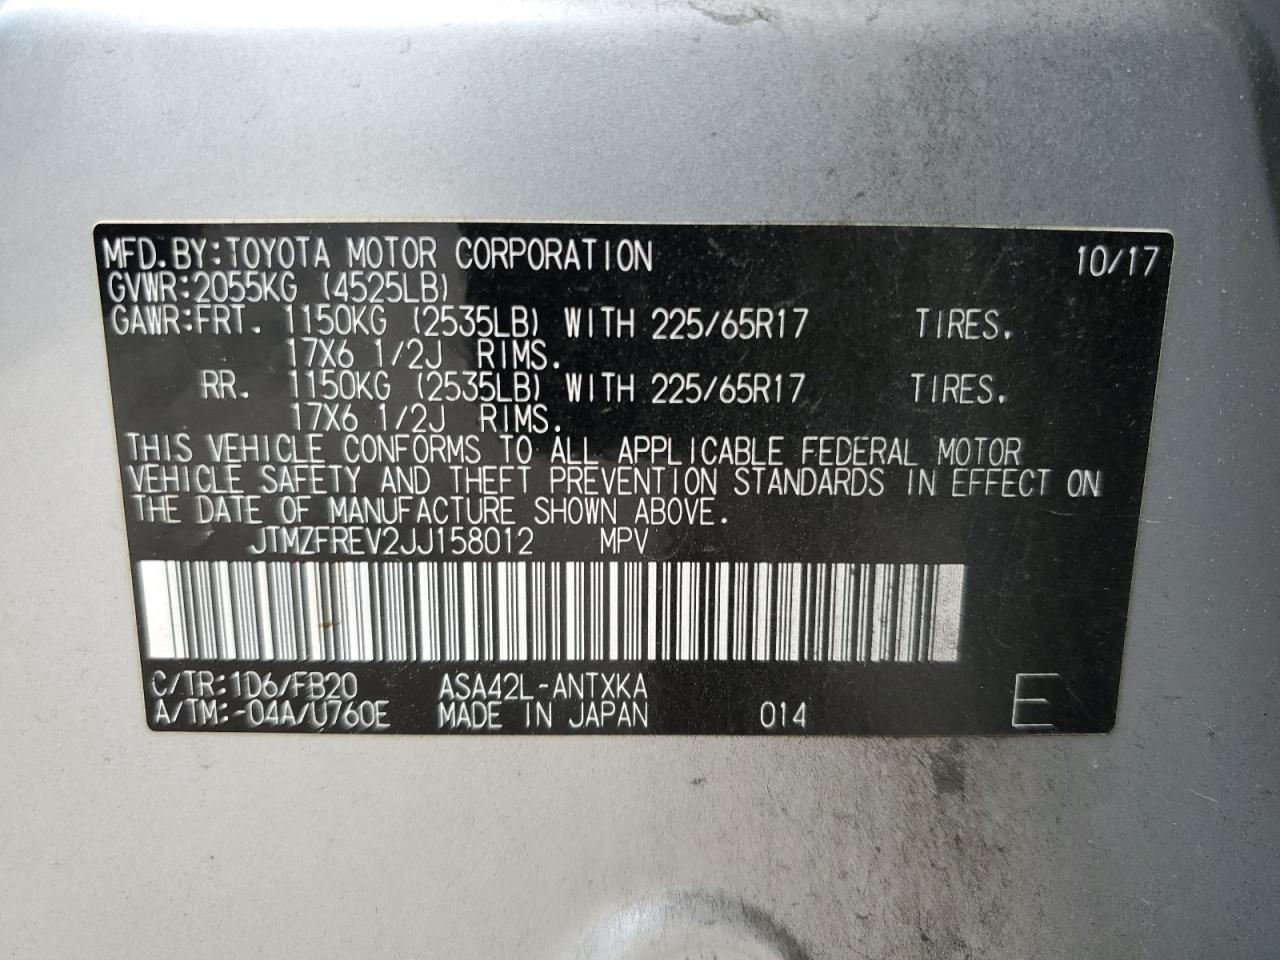 MFD. BY: TOYOTA MOTOR CORPORATION 10/17
GVWR: 2055KG (4525LB)
GAWR: FRT. 1150KG (2535LB) WITH 225/65R17 TIRES.
17X6 1/2J RIMS.
RR. 1150KG (2535LB) WITH 225/65R17 TIRES.
17X6 1/2J RIMS.
THIS VEHICLE CONFORMS TO ALL APPLICABLE FEDERAL MOTOR
VEHICLE SAFETY AND THEFT PREVENTION STANDARDS IN EFFECT ON
THE DATE OF MANUFACTURE SHOWN ABOVE.
JTMZFREV2JJ158012 MPV
C/TR: 1D6/FB20 ASA42L-ANTXKA
A/TM: -04A/U760E MADE IN JAPAN 014 E